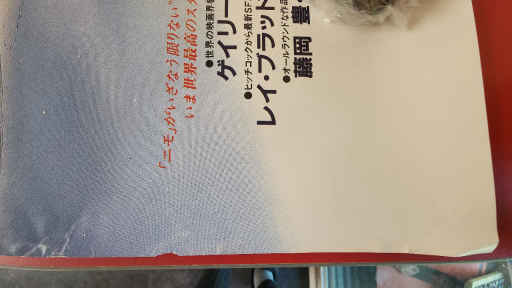 「ニモ」がいざなう限りない
いま世界最高のスタ
●世界の映画界を
ゲイリー
●ヒッチコックから最新SF
レイ・ブラッド
●オールラウンドな作品
藤岡 豊